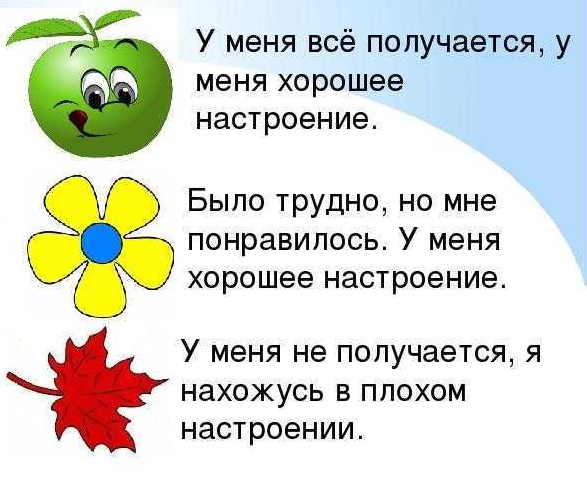 У меня всё получается, у
меня хорошее
настроение.
Было трудно, но мне
понравилось. У меня
хорошее настроение.
У меня не получается, я
нахожусь в плохом
настроении.